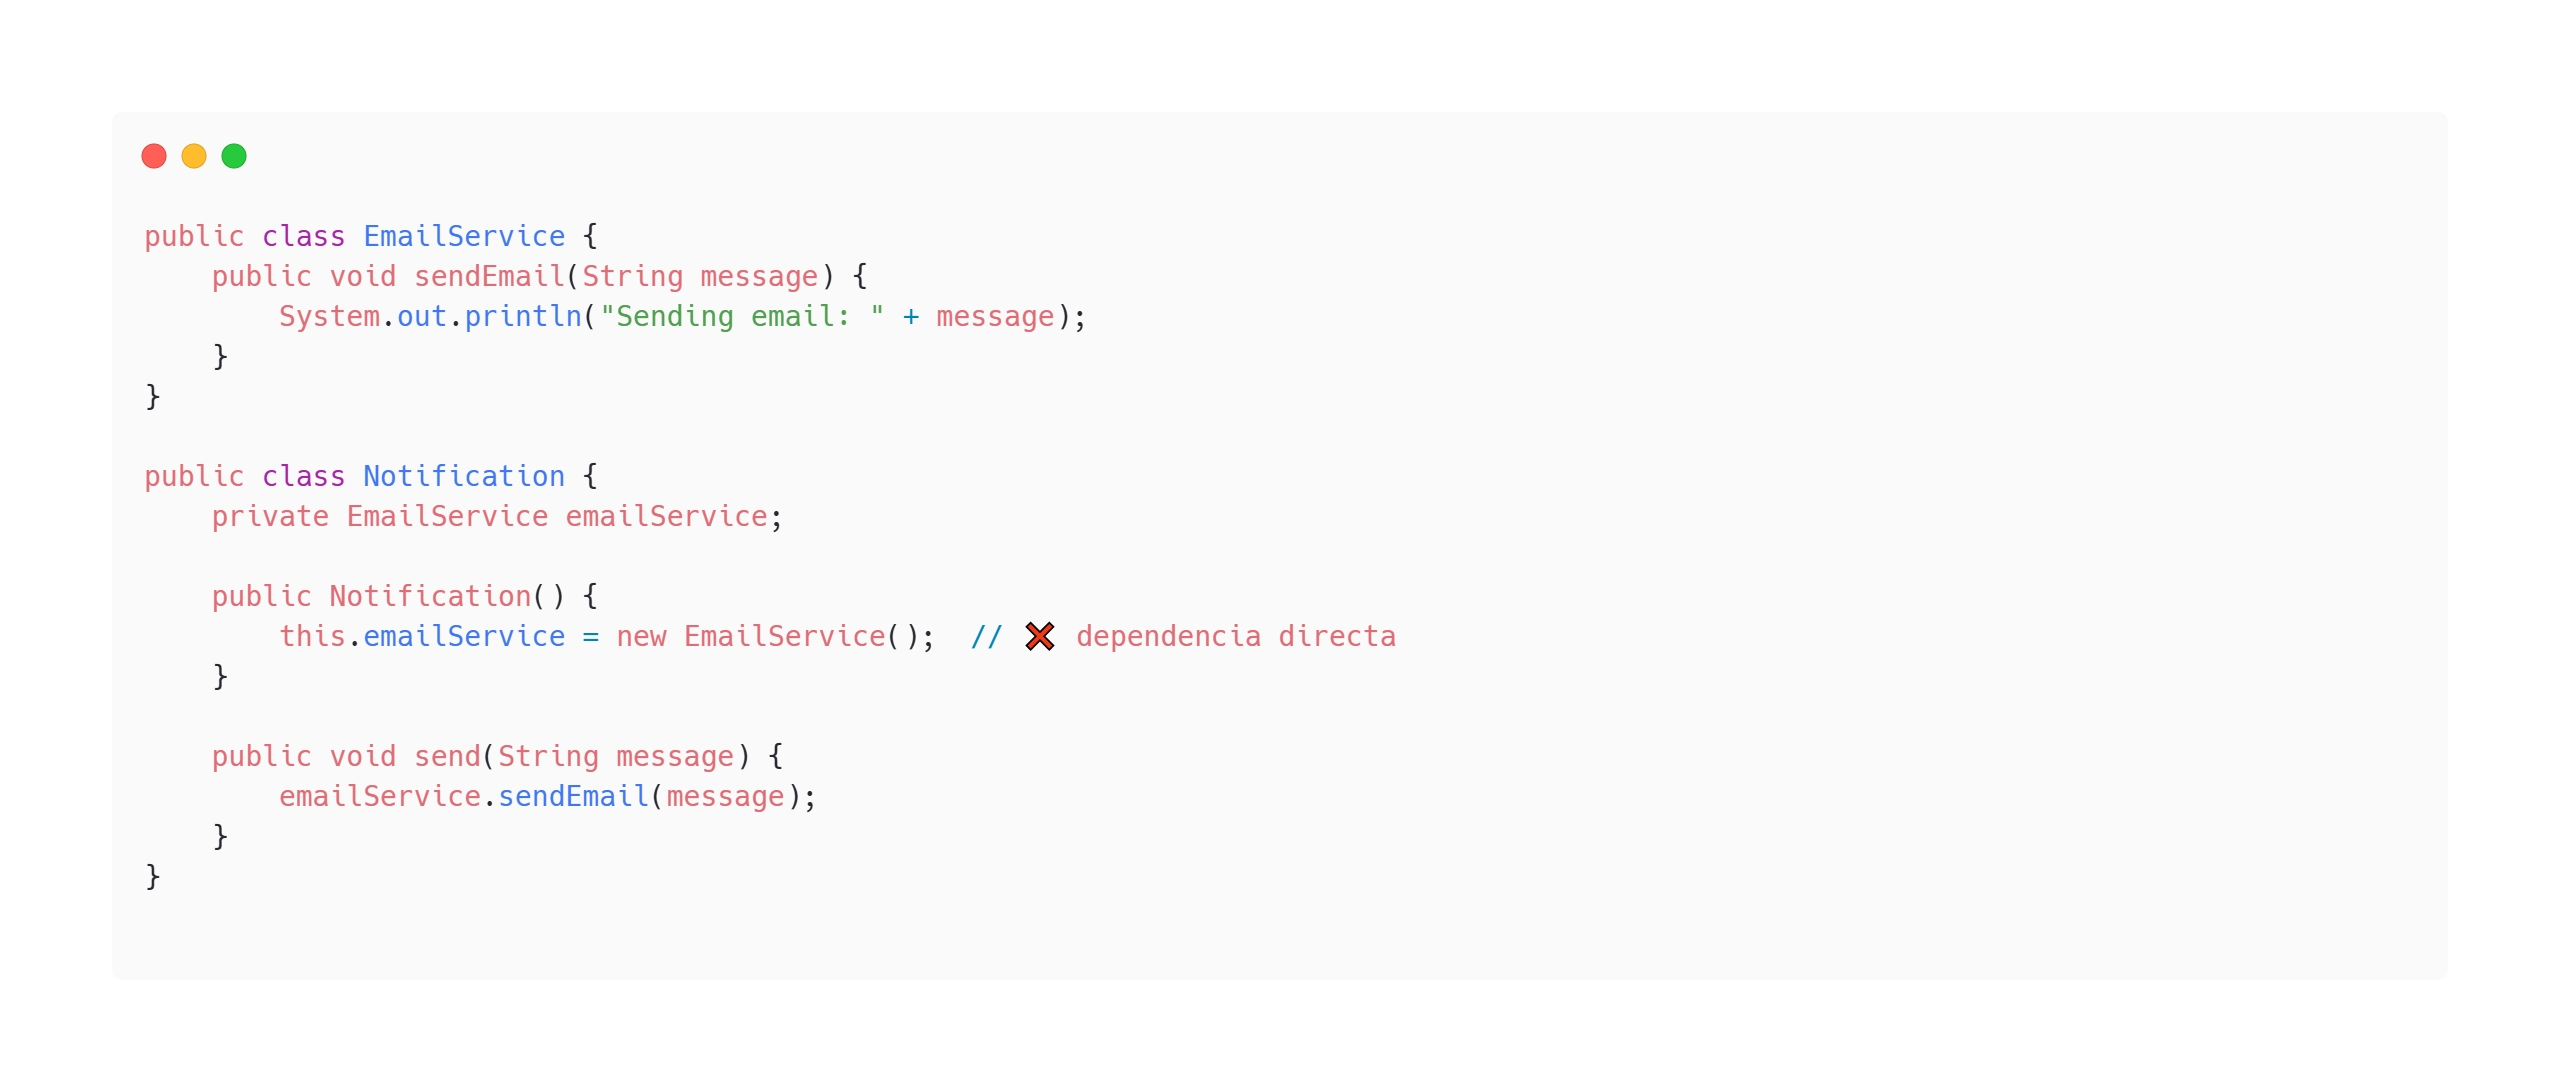 public class EmailService {
    public void sendEmail(String message) {
        System.out.println("Sending email: " + message);
    }
}

public class Notification {
    private EmailService emailService;

    public Notification() {
        this.emailService = new EmailService();  // ❌ dependencia directa
    }

    public void send(String message) {
        emailService.sendEmail(message);
    }
}